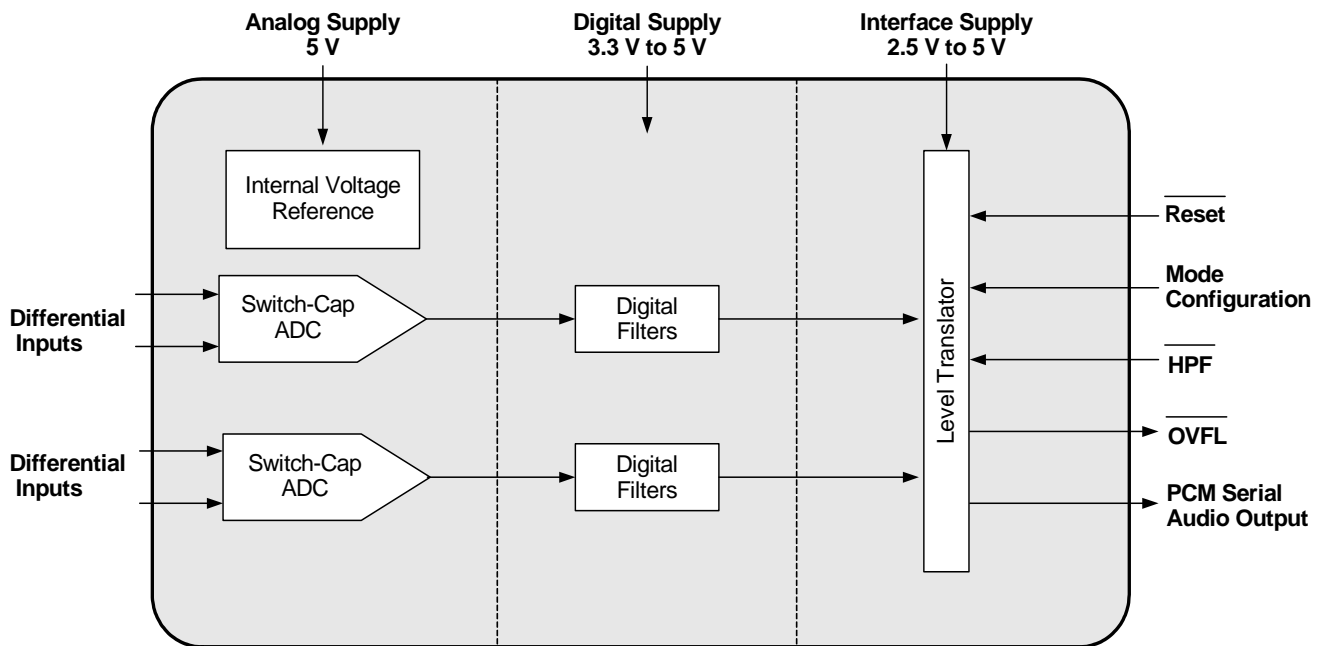 Analog Supply
5 V
Digital Supply
3.3 V to 5 V
Interface Supply
2.5 V to 5 V
Internal Voltage
Reference
Differential
Inputs
Switch-Cap
ADC
Digital
Filters
Differential
Inputs
Switch-Cap
ADC
Digital
Filters
Level Translator
Reset
Mode
Configuration
HPF
OVFL
PCM Serial
Audio Output